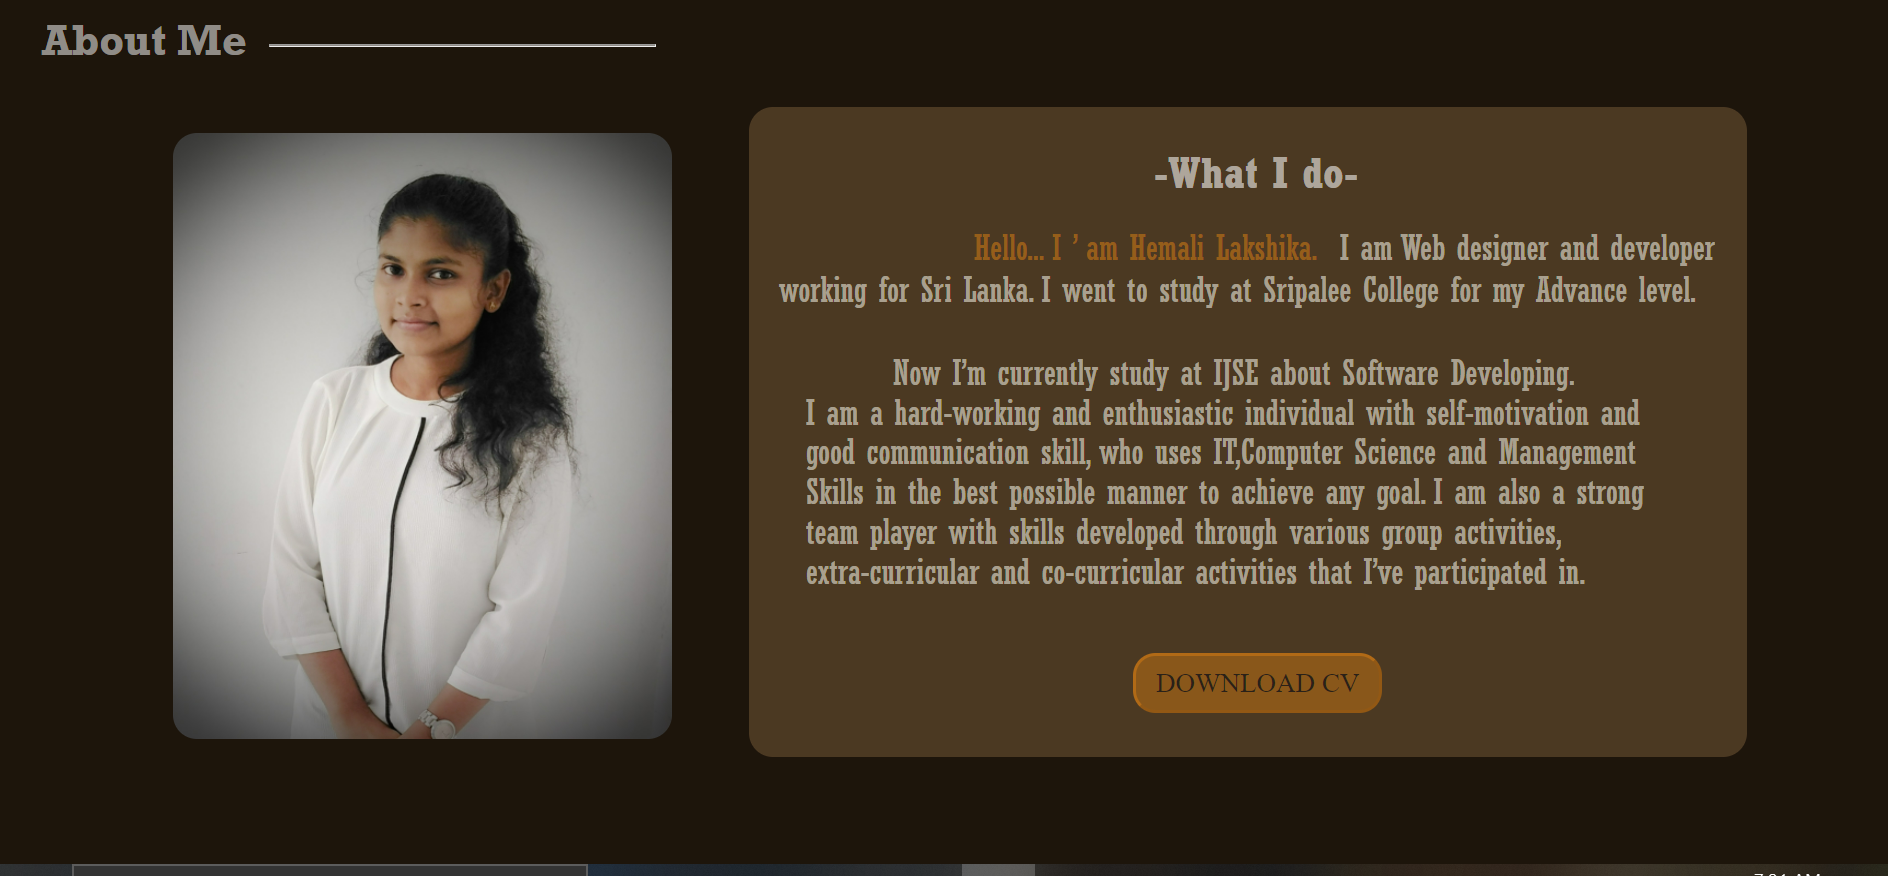 About Me
-What I do-
Hello... I ’ am Hemali Lakshika. I am Web designer and developer
working for Sri Lanka. I went to study at Sripalee College for my Advance level.
Now I’m currently study at IJSE about Software Developing.
I am a hard-working and enthusiastic individual with self-motivation and
good communication skill, who uses IT,Computer Science and Management
Skills in the best possible manner to achieve any goal. I am also a strong
team player with skills developed through various group activities,
extra-curricular and co-curricular activities that I’ve participated in.
DOWNLOAD CV